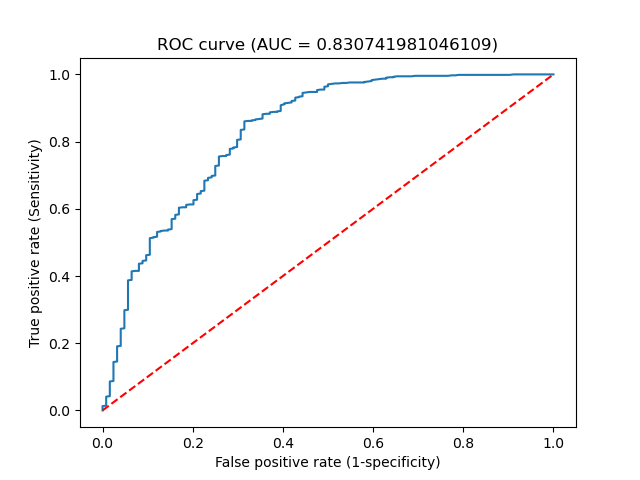 ROC curve (AUC = 0.830741981046109)
True positive rate (Sensitivity)
1.0
0.8
0.6
0.4
0.2
0.0
0.0 0.2 0.4 0.6 0.8 1.0
False positive rate (1-specificity)